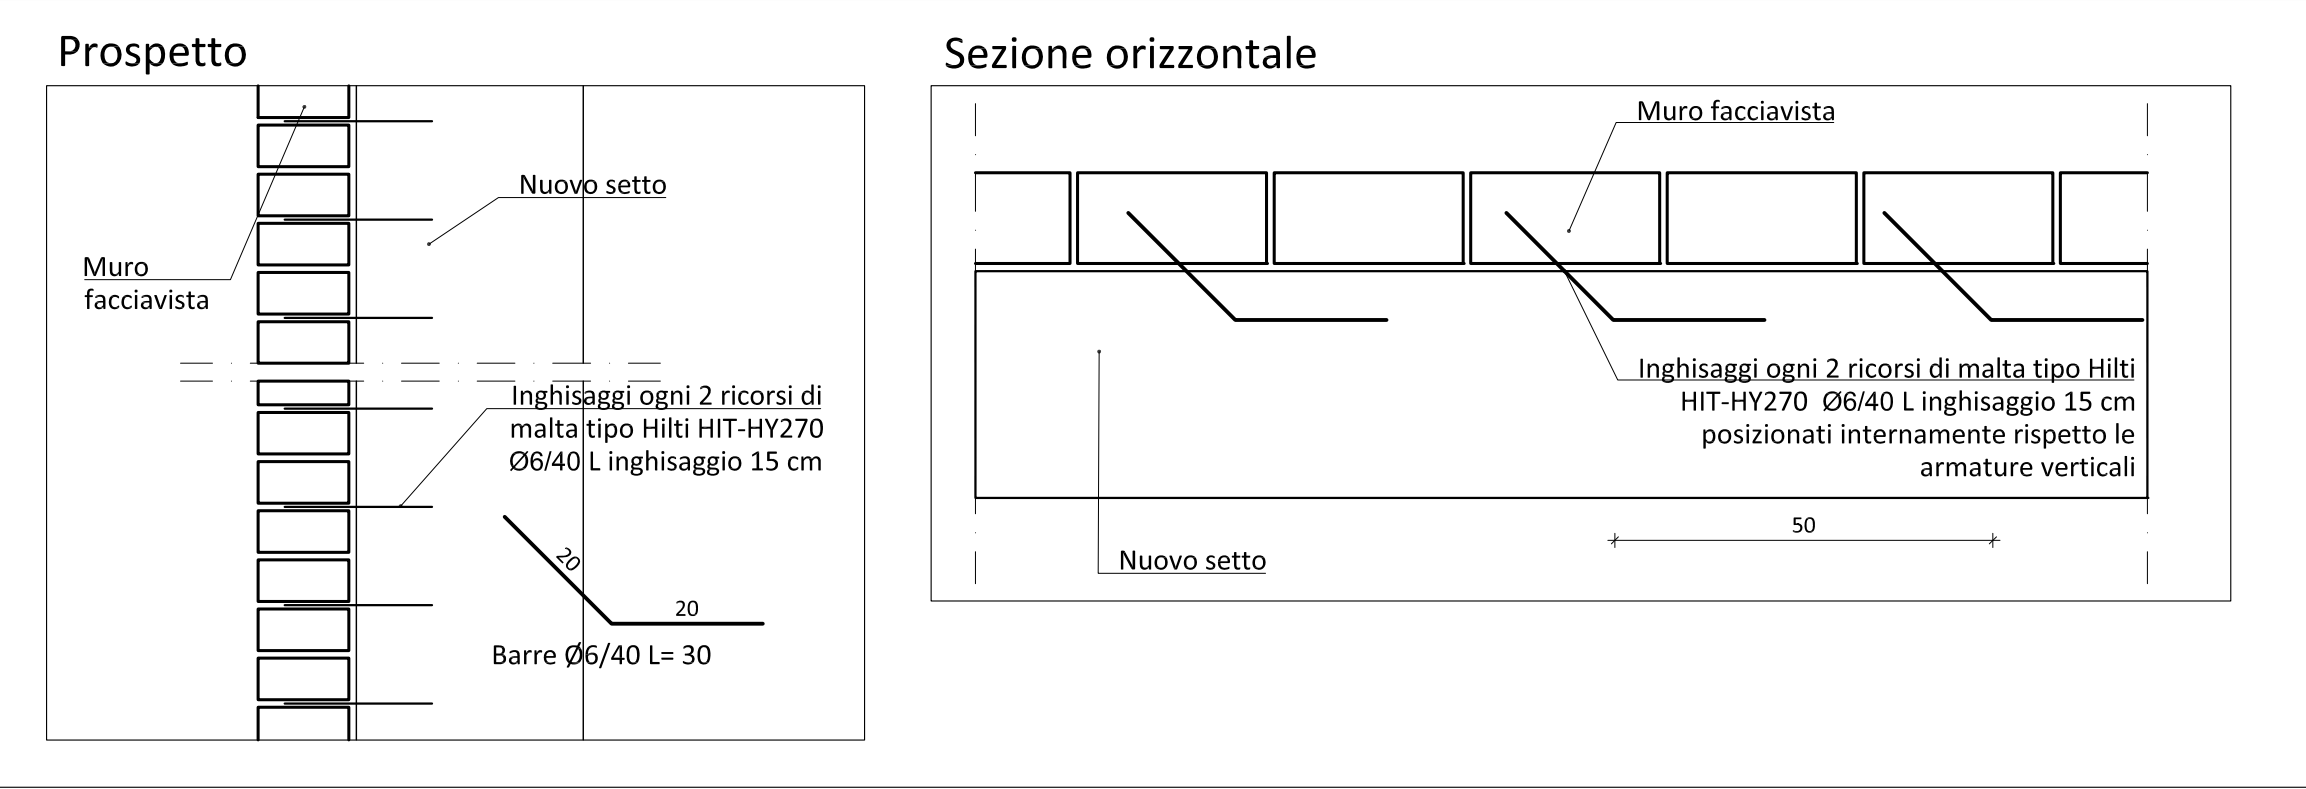 Prospetto
Muro
facciavista
Nuovo setto
Inghisaggi ogni 2 ricorsi di
malta tipo Hilti HIT-HY270
Ø6/40 L inghisaggio 15 cm
20
20
Barre Ø6/40 L= 30
Sezione orizzontale
Muro facciavista
Inghisaggi ogni 2 ricorsi di malta tipo Hilti
HIT-HY270 Ø6/40 L inghisaggio 15 cm
posizionati internamente rispetto le
armature verticali
50
Nuovo setto